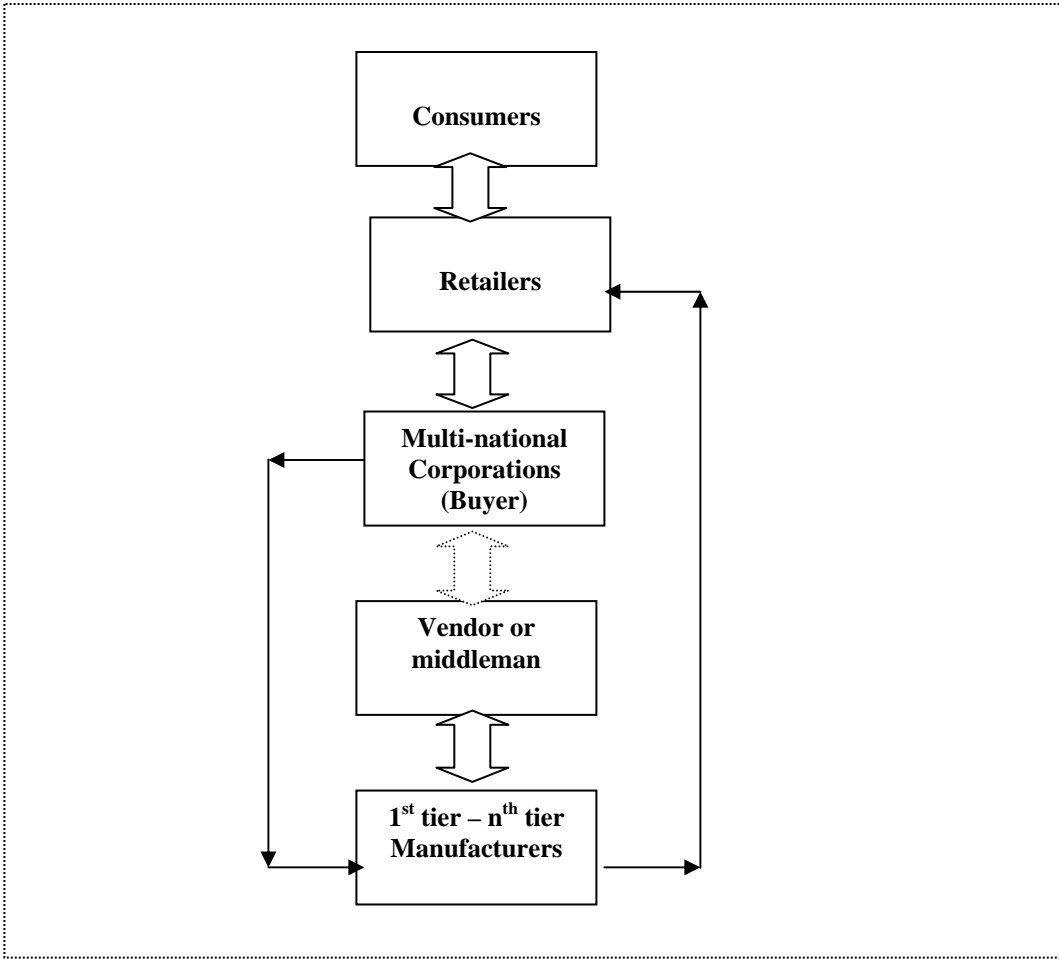 Consumers
Retailers
Multi-national
Corporations
(Buyer)
Vendor or
middleman
1st tier – nth tier
Manufacturers